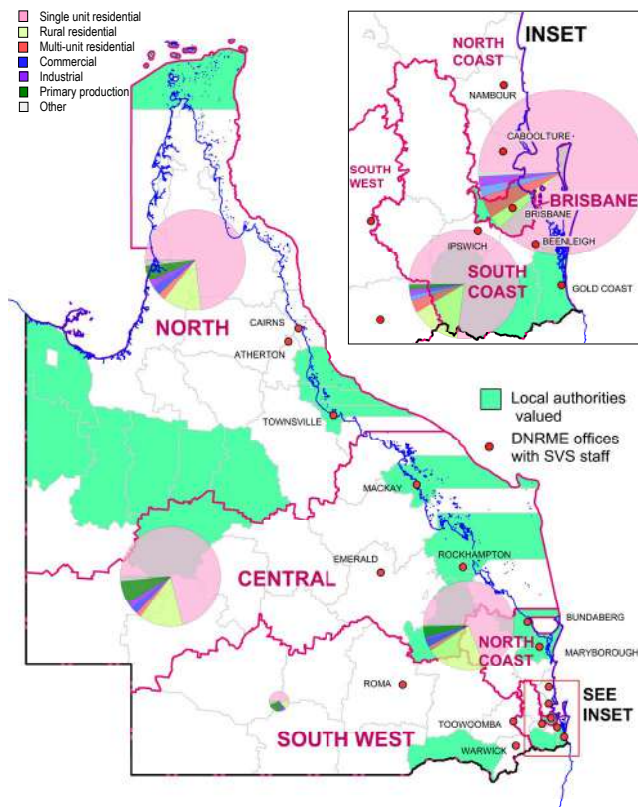 Single unit residential
Rural residential
Multi-unit residential
Commercial
Industrial
Primary production
Other
INSET
NORTH
COAST
NAMBOUR
CABOOLTURE
SOUTH
WEST
BRISBANE
BRISBANE
BEENLEIGH
IPSWICH
SOUTH
COAST
GOLD COAST
NORTH
CAIRNS
ATHERTON
TOWNSVILLE
Local authorities
valued
DNRME offices
with SVS staff
MACKAY
EMERALD
ROCKHAMPTON
CENTRAL
NORTH
COAST
BUNDABERG
MARYBOROUGH
ROMA
SEE
INSET
TOOWOOMBA
SOUTH WEST
WARWICK